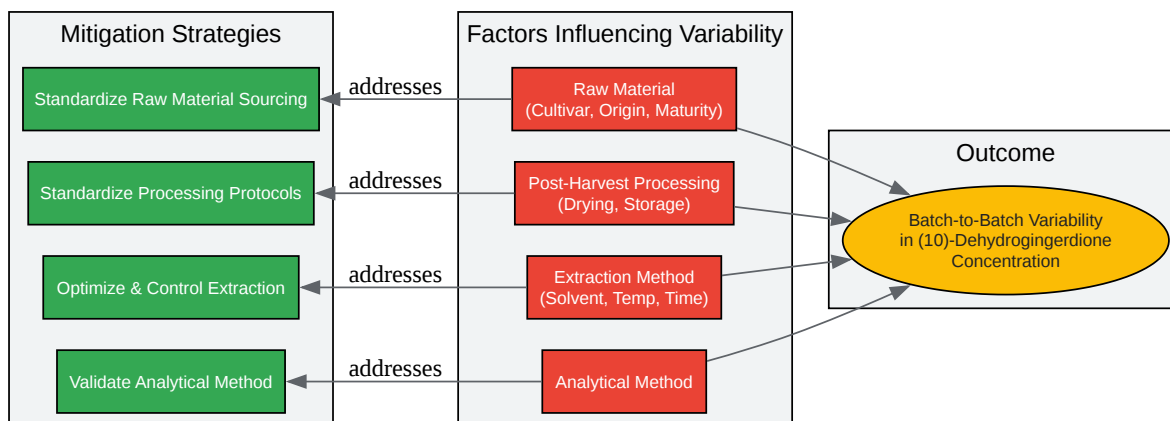 Mitigation Strategies
Standardize Raw Material Sourcing
Standardize Processing Protocols
Optimize & Control Extraction
Validate Analytical Method
addresses
addresses
addresses
addresses
Factors Influencing Variability
Raw Material
(Cultivar, Origin, Maturity)
Post-Harvest Processing
(Drying, Storage)
Extraction Method
(Solvent, Temp, Time)
Analytical Method
Outcome
Batch-to-Batch Variability
in (10)-Dehydrogingerdione
Concentration